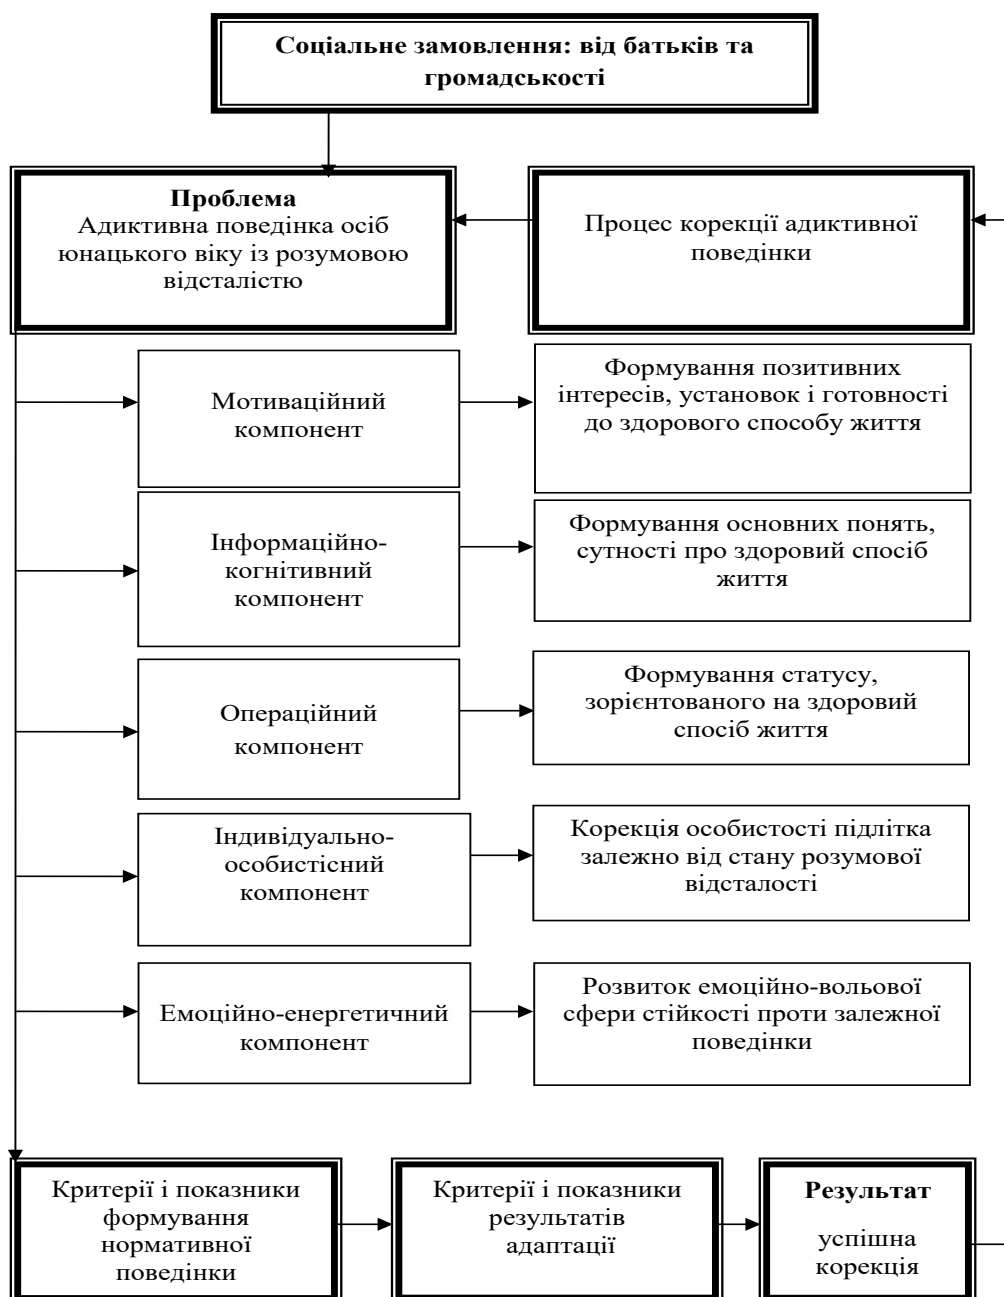 Соціальне замовлення: від батьків та
громадськості
Проблема
Адиктивна поведінка осіб
юнацького віку із розумовою
відсталістю
Процес корекції адиктивної
поведінки
Мотиваційний
компонент
Формування позитивних
інтересів, установок і готовності
до здорового способу життя
Інформаційно-
когнітивний
компонент
Формування основних понять,
сутності про здоровий спосіб
життя
Операційний
компонент
Формування статусу,
зорієнтованого на здоровий
спосіб життя
Індивідуально-
особистісний
компонент
Корекція особистості підлітка
залежно від стану розумової
відсталості
Емоційно-енергетичний
компонент
Розвиток емоційно-вольової
сфери стійкості проти залежної
поведінки
Критерії і показники
формування
нормативної
поведінки
Критерії і показники
результатів
адаптації
Результат
успішна
корекція